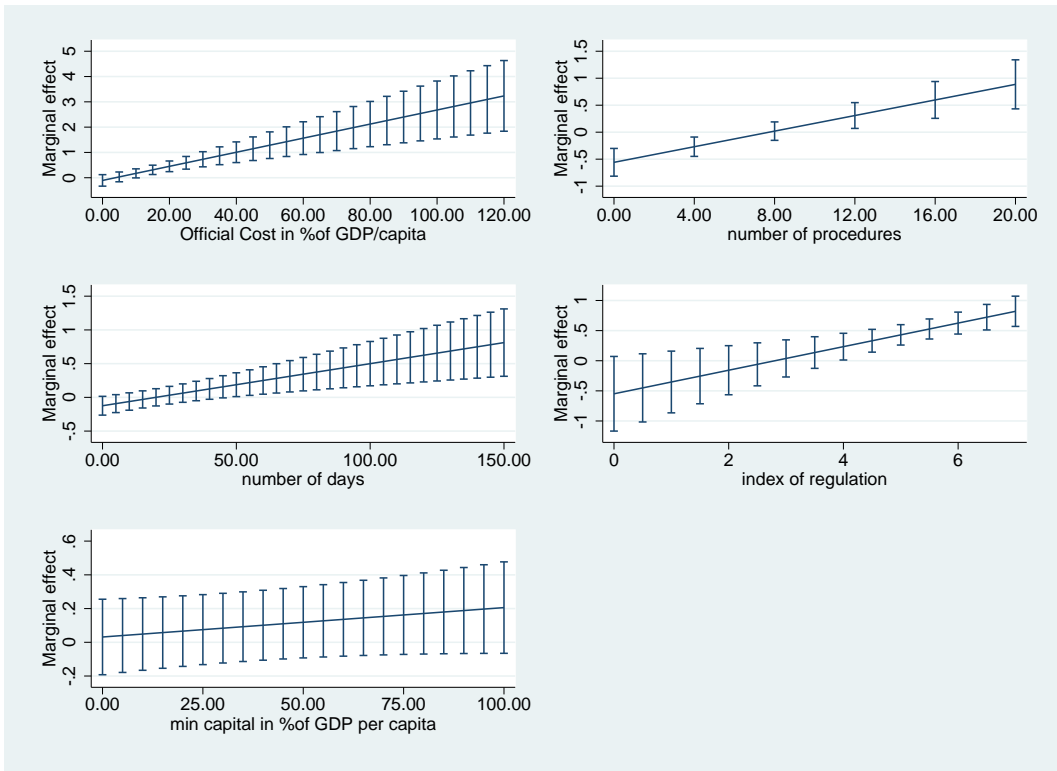 Marginal effect
5
4
3
2
1
0
0.00 20.00 40.00 60.00 80.00 100.00 120.00
Official Cost in %of GDP/capita
Marginal effect
1.5
1
.5
0
-.5
-1
0.00 4.00 8.00 12.00 16.00 20.00
number of procedures
Marginal effect
1.5
1
.5
0
-.5
0.00 50.00 100.00 150.00
number of days
Marginal effect
1
.5
0
-.5
-1
0 2 4 6
index of regulation
Marginal effect
.6
.4
.2
0
-.2
0.00 25.00 50.00 75.00 100.00
min capital in %of GDP per capita